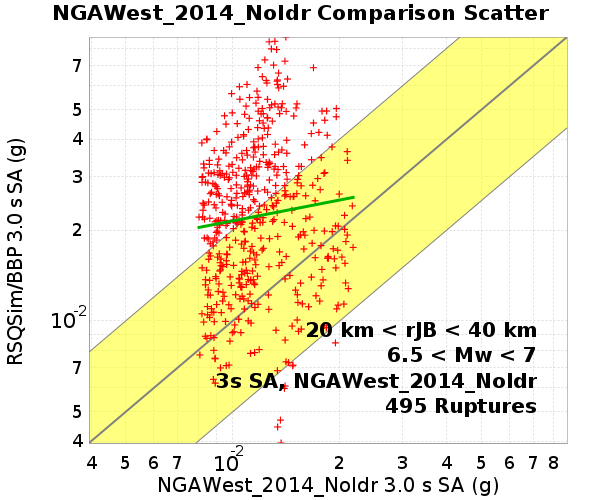 NGAWest_2014_NoIdr Comparison Scatter
RSQSim/BBP 3.0 s SA (g)
7
5
4
3
2
10-2
7
6
5
4
20 km < rJB < 40 km
6.5 < Mw < 7
3s SA, NGAWest_2014_NoIdr
495 Ruptures
4 5 6 7 10-2 2 3 4 5 6 7 8
NGAWest_2014_NoIdr 3.0 s SA (g)